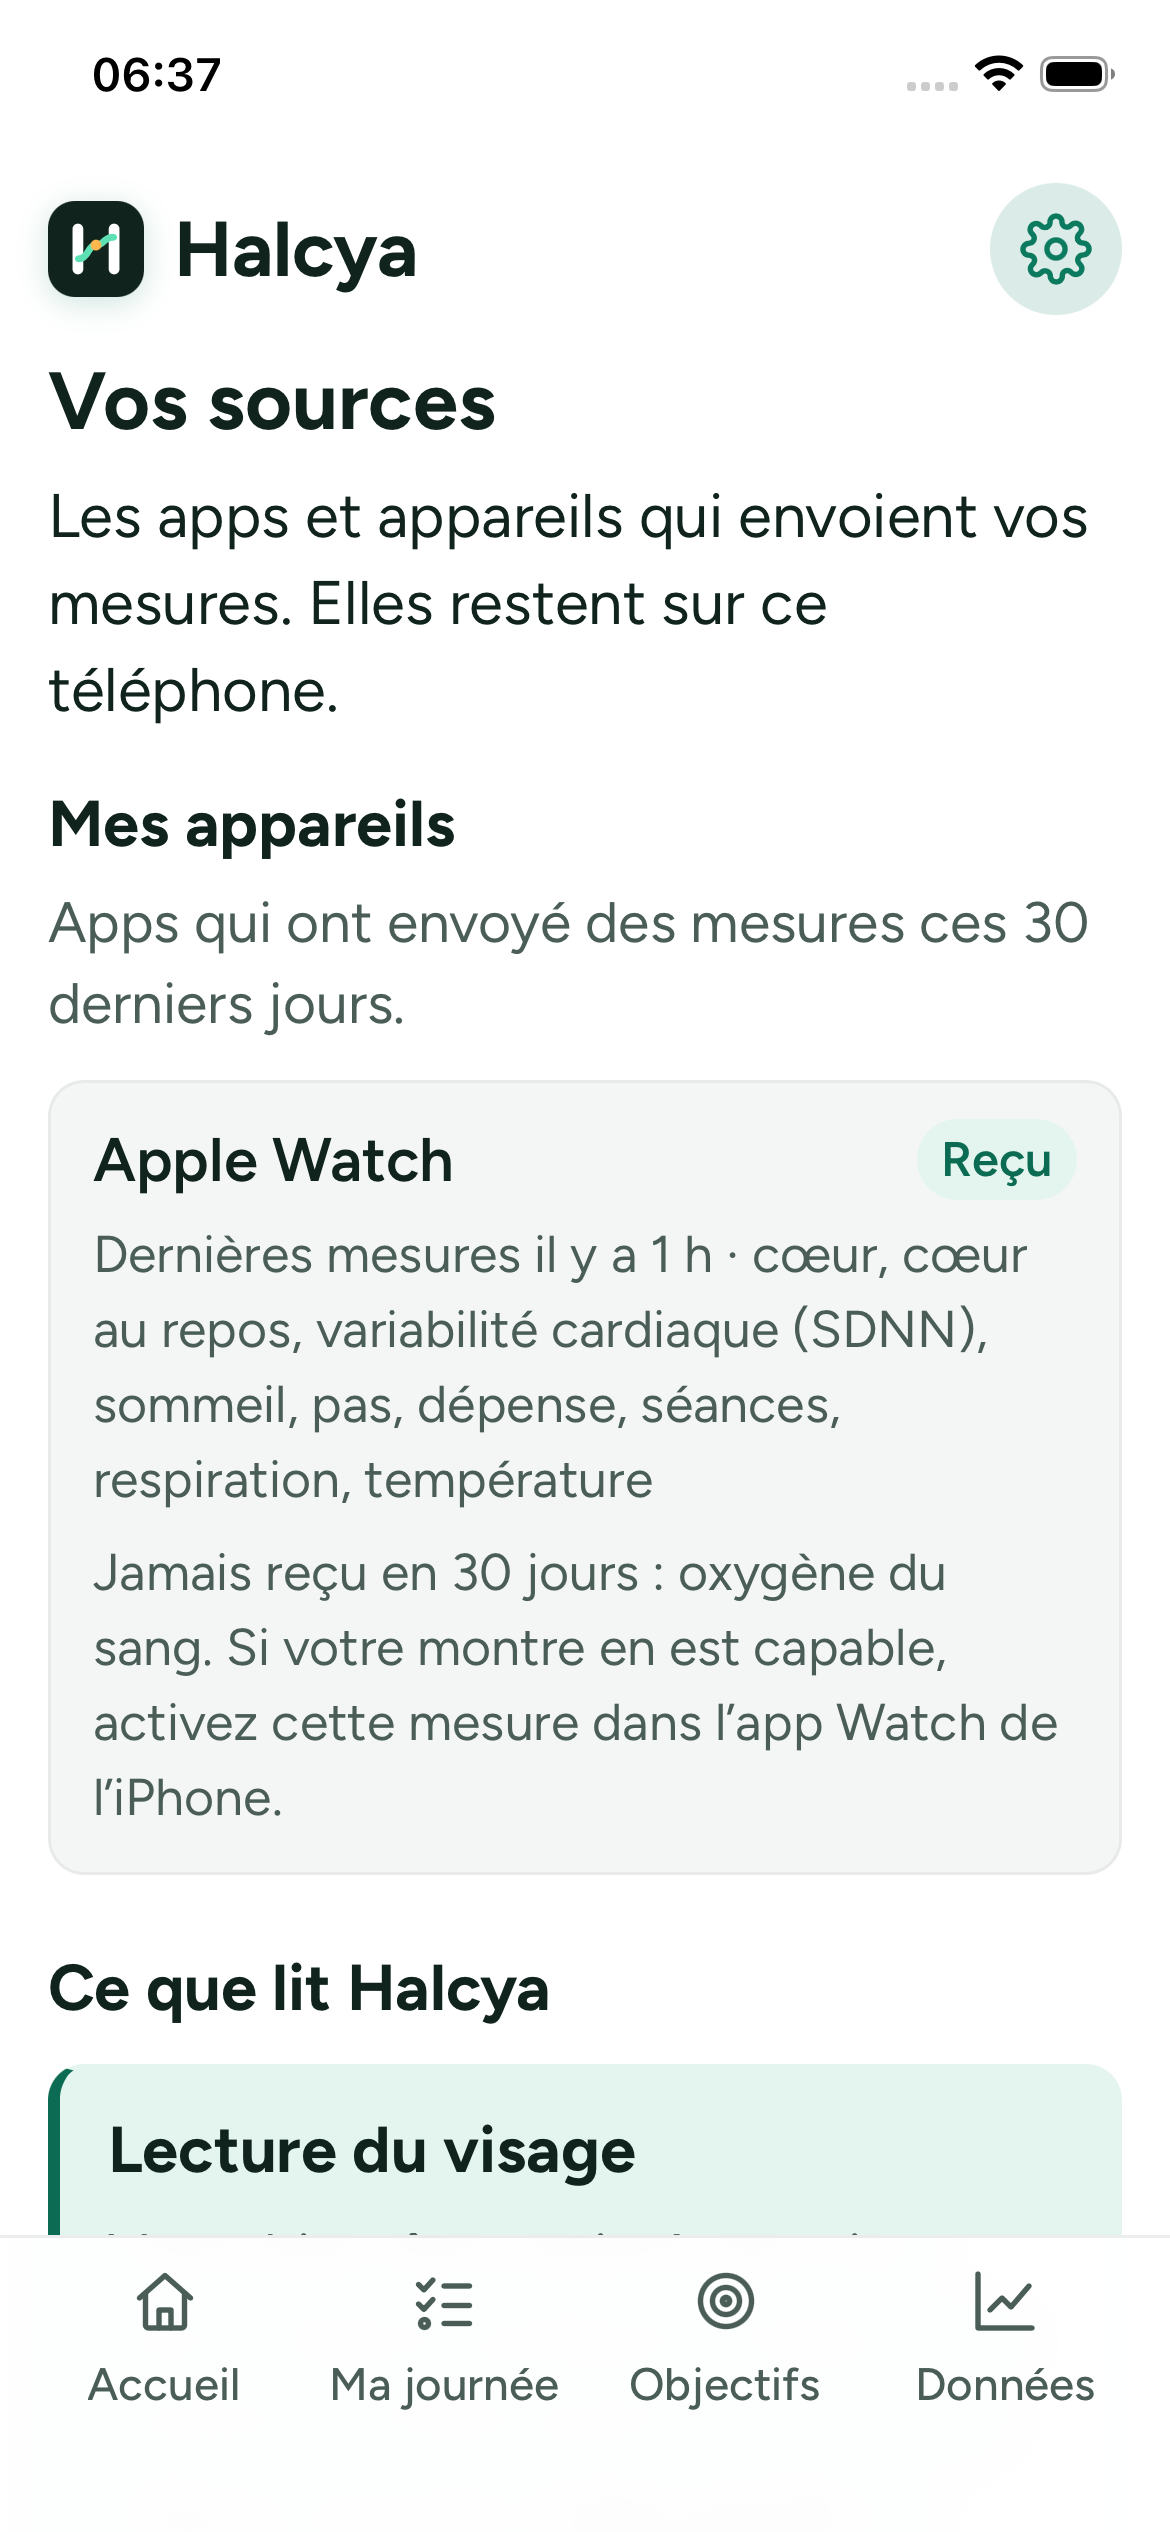 06:37
Halcya
Vos sources
Les apps et appareils qui envoient vos
mesures. Elles restent sur ce
téléphone.
Mes appareils
Apps qui ont envoyé des mesures ces 30
derniers jours.
Apple Watch
Reçu
Dernières mesures il y a 1 h · cœur, cœur
au repos, variabilité cardiaque (SDNN),
sommeil, pas, dépense, séances,
respiration, température
Jamais reçu en 30 jours : oxygène du
sang. Si votre montre en est capable,
activez cette mesure dans l’app Watch de
l’iPhone.
Ce que lit Halcya
Lecture du visage
Accueil
Ma journée
Objectifs
Données